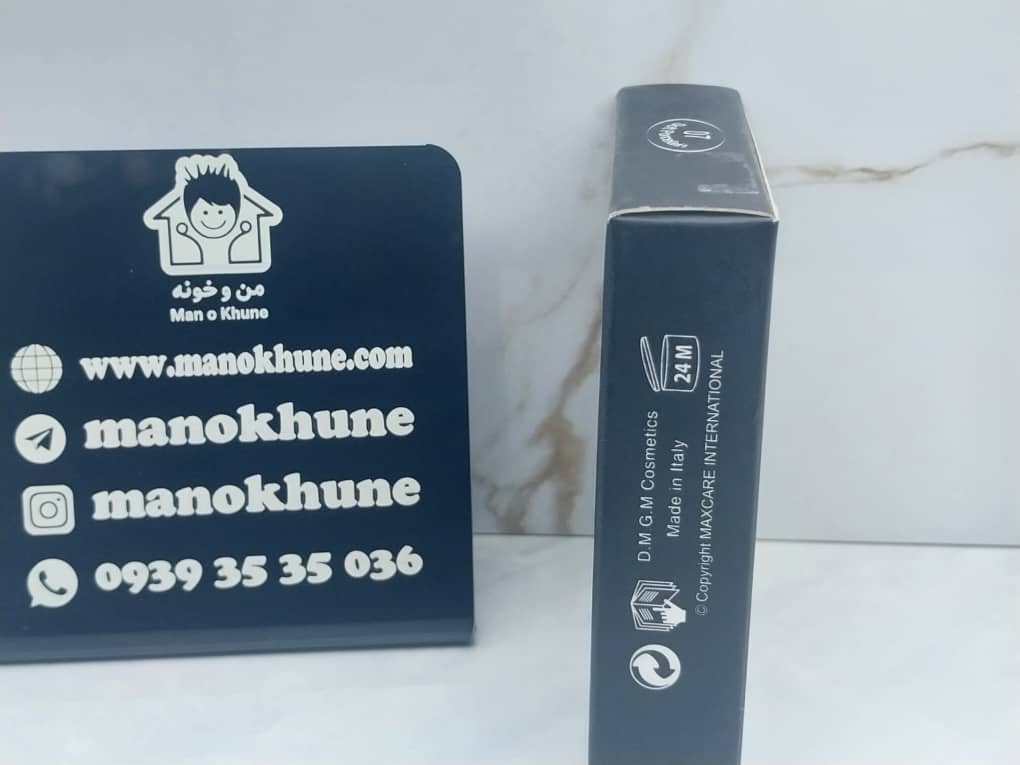 من و خونه
Man o Khune
www.manokhune.com
manokhune
manokhune
0939 35 35 036
07
24 M
D.M.G.M Cosmetics
Made in Italy
© Copyright MAXCARE INTERNATIONAL